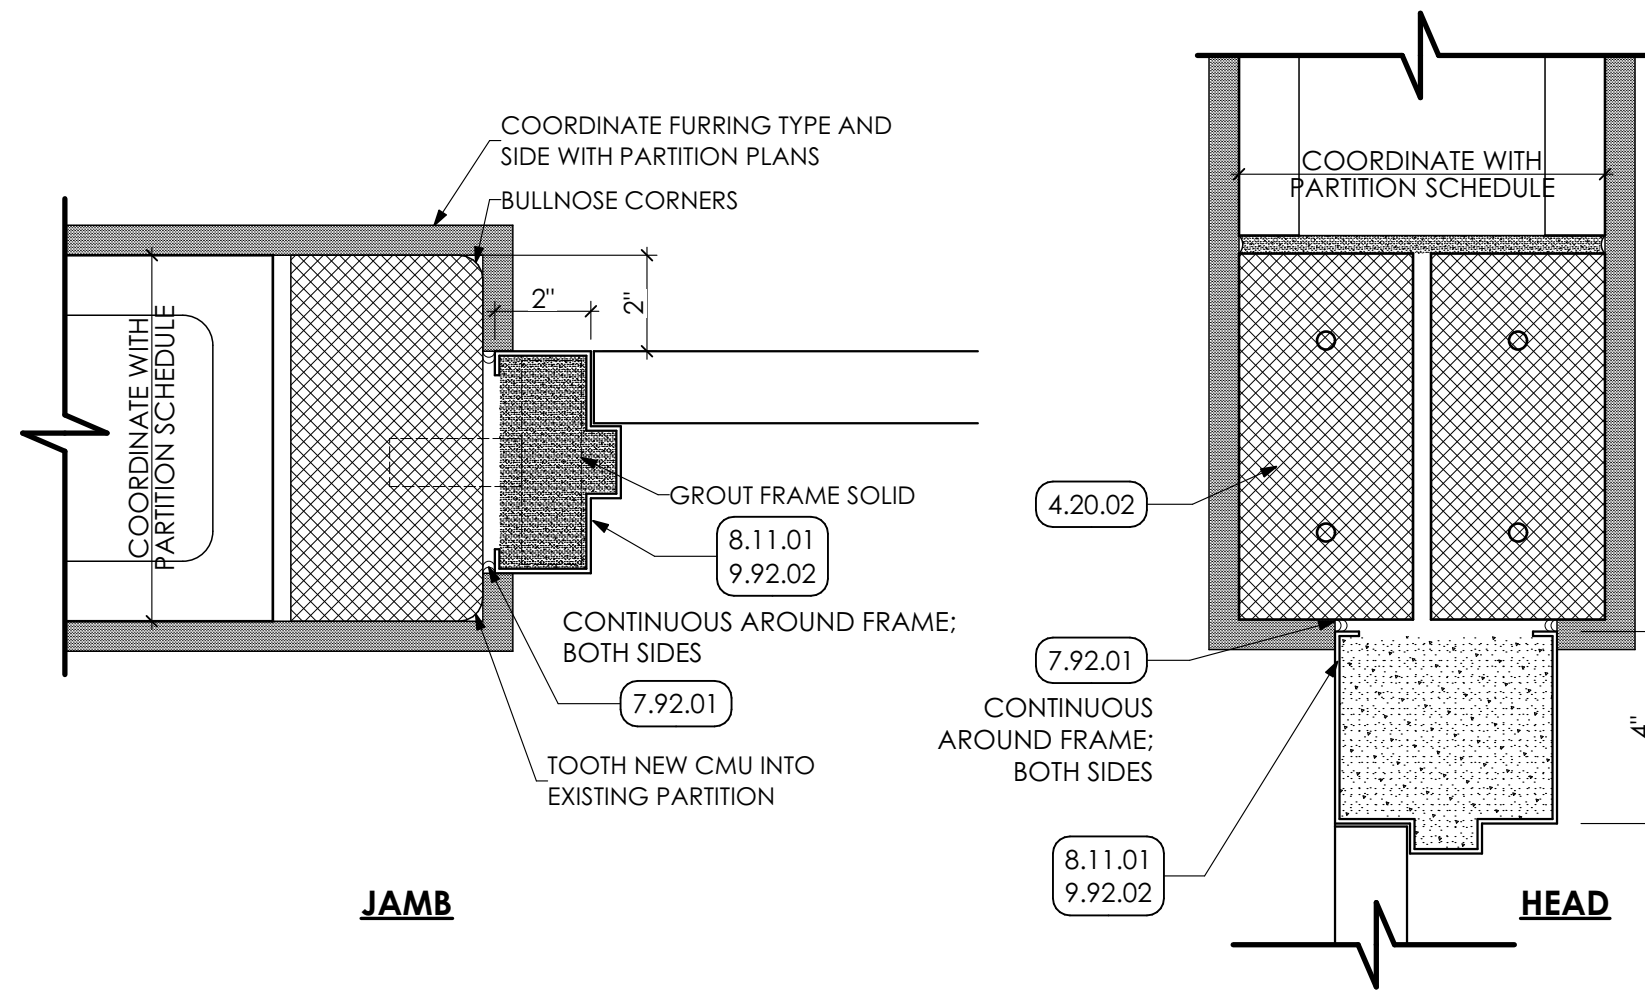 COORDINATE FURRING TYPE AND
SIDE WITH PARTITION PLANS
BULLNOSE CORNERS
2"
2"
COORDINATE WITH
PARTITION SCHEDULE
GROUT FRAME SOLID
8.11.01
9.92.02
CONTINUOUS AROUND FRAME;
BOTH SIDES
7.92.01
TOOTH NEW CMU INTO
EXISTING PARTITION
JAMB
COORDINATE WITH
PARTITION SCHEDULE
4.20.02
7.92.01
CONTINUOUS
AROUND FRAME;
BOTH SIDES
4"
8.11.01
9.92.02
HEAD